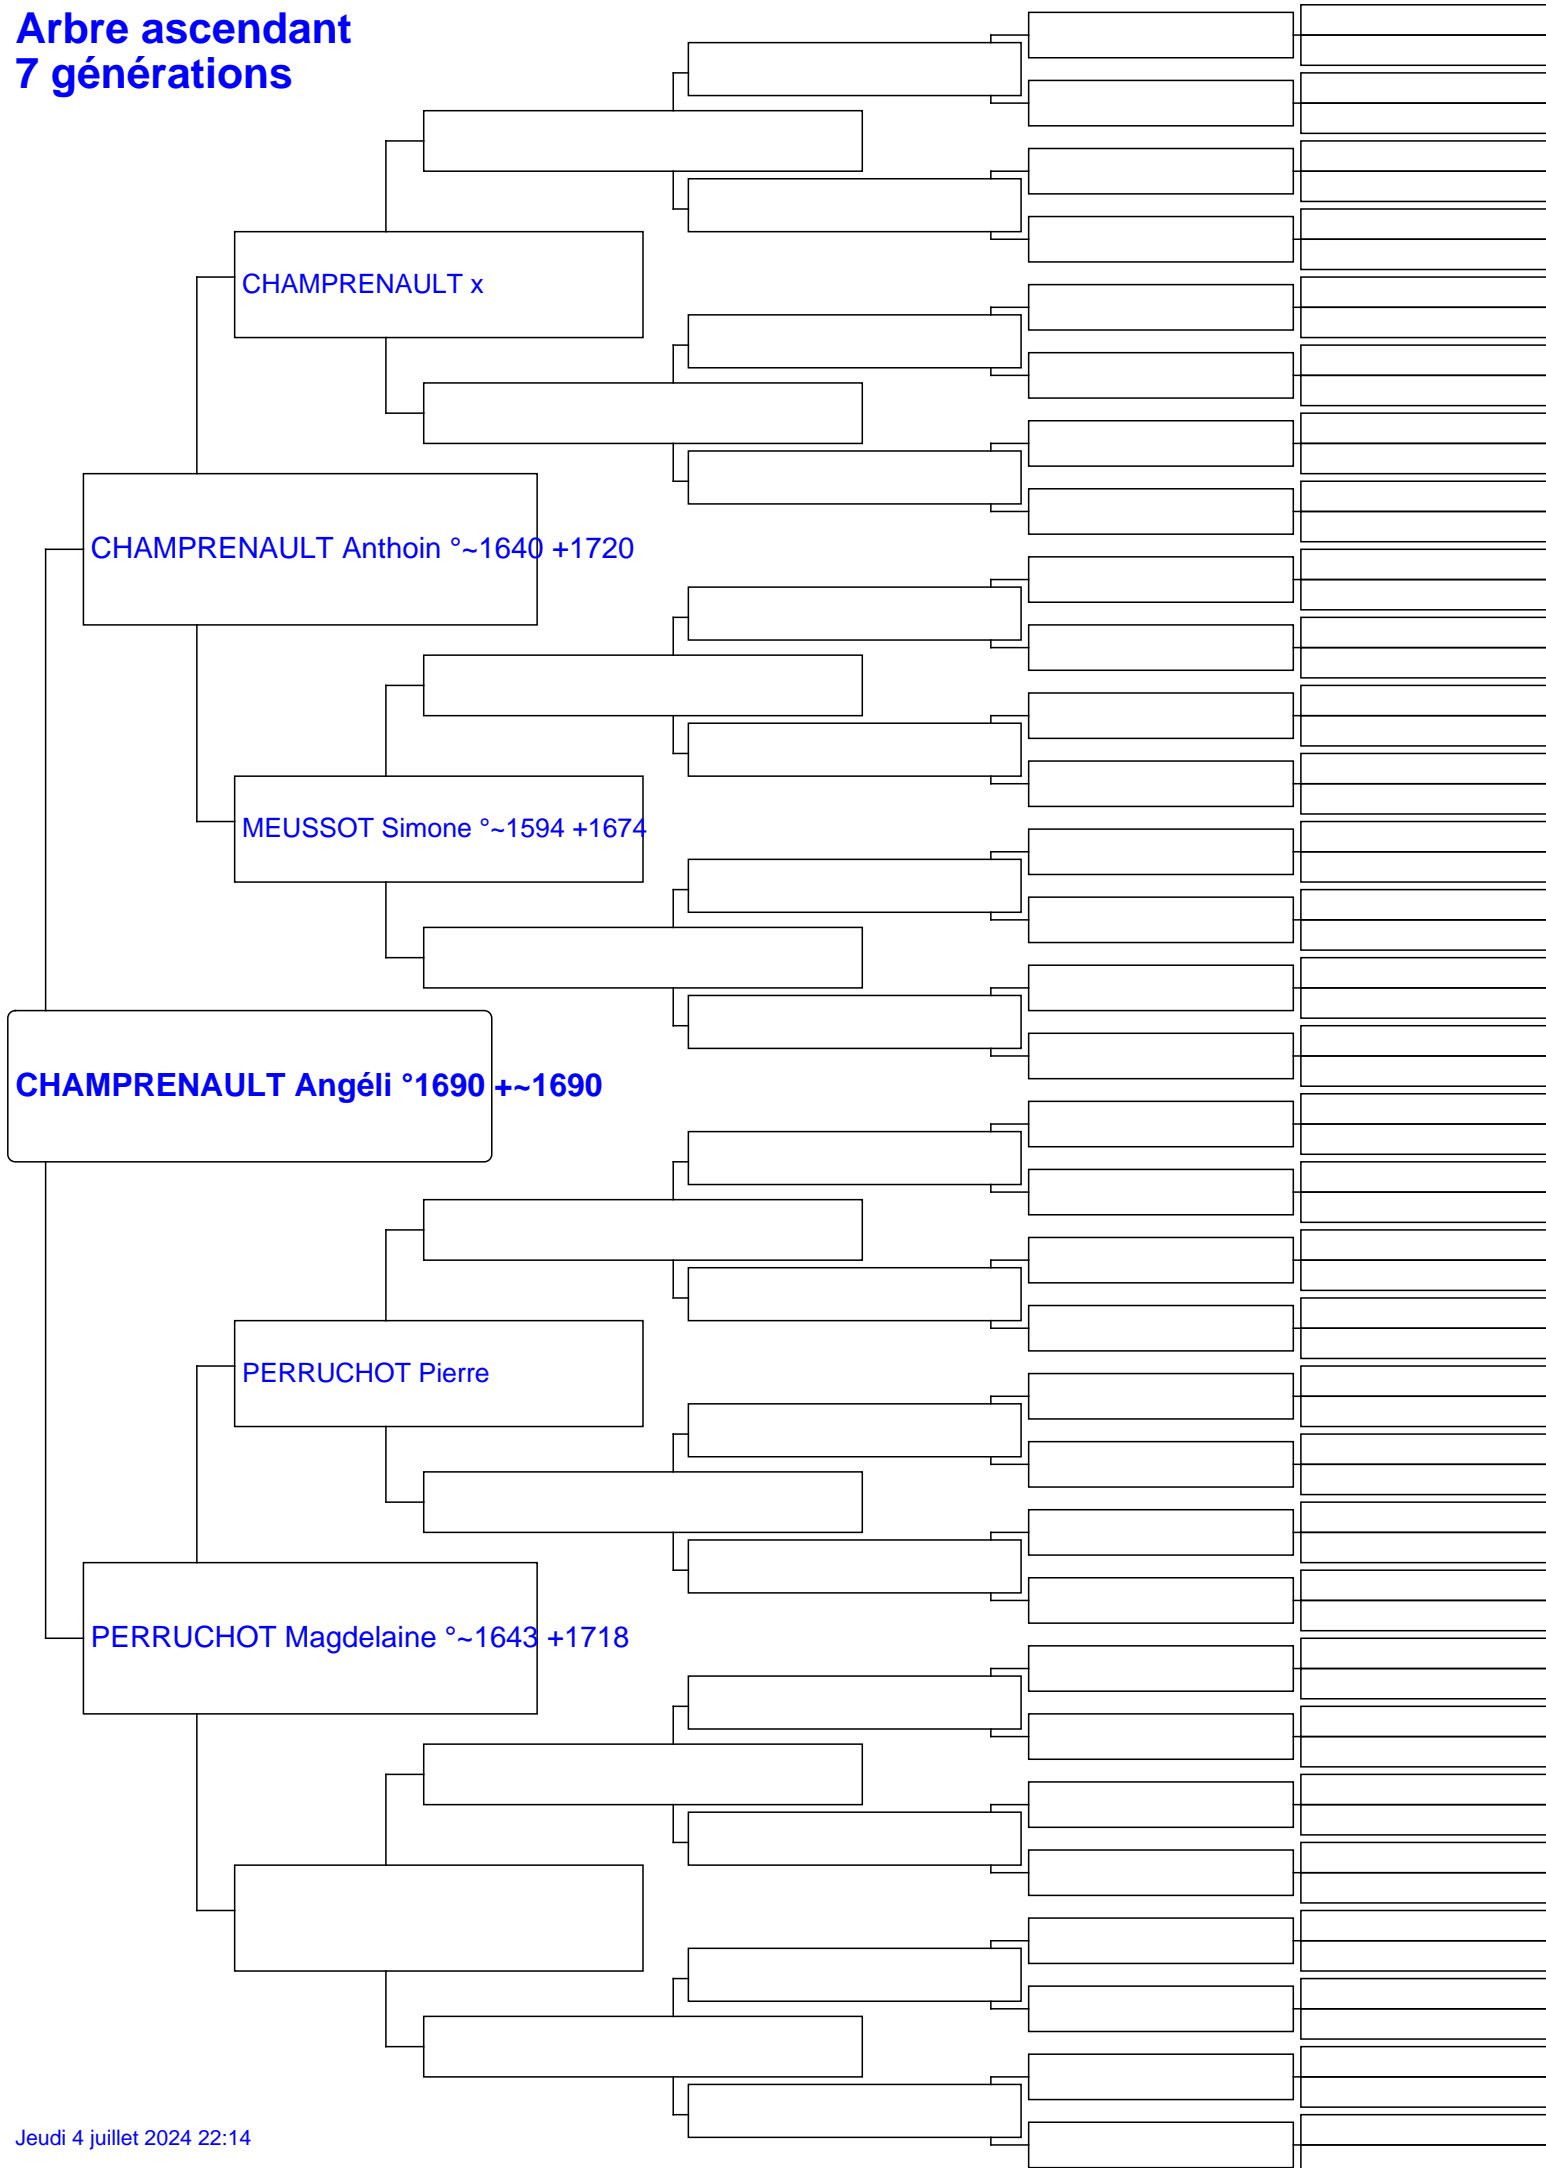 Arbre ascendant
7 générations
CHAMPRENAULT x
CHAMPRENAULT Anthoin °~1640 +1720
MEUSSOT Simone °~1594 +1674
CHAMPRENAULT Angéli °1690 +~1690
PERRUCHOT Pierre
PERRUCHOT Magdelaine °~1643 +1718
Jeudi 4 juillet 2024 22:14